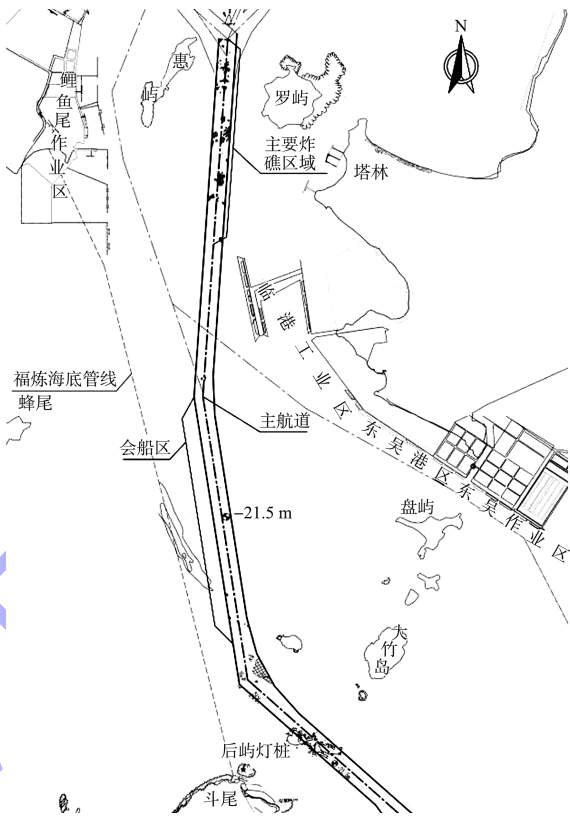 N
惠
屿
罗屿
鲤鱼尾作业区
主要炸
礁区域
塔林
临港工业区
东吴港区
东吴作业区
福炼海底管线
蜂尾
主航道
会船区
-21.5 m
盘屿
大竹岛
后屿灯桩
斗尾